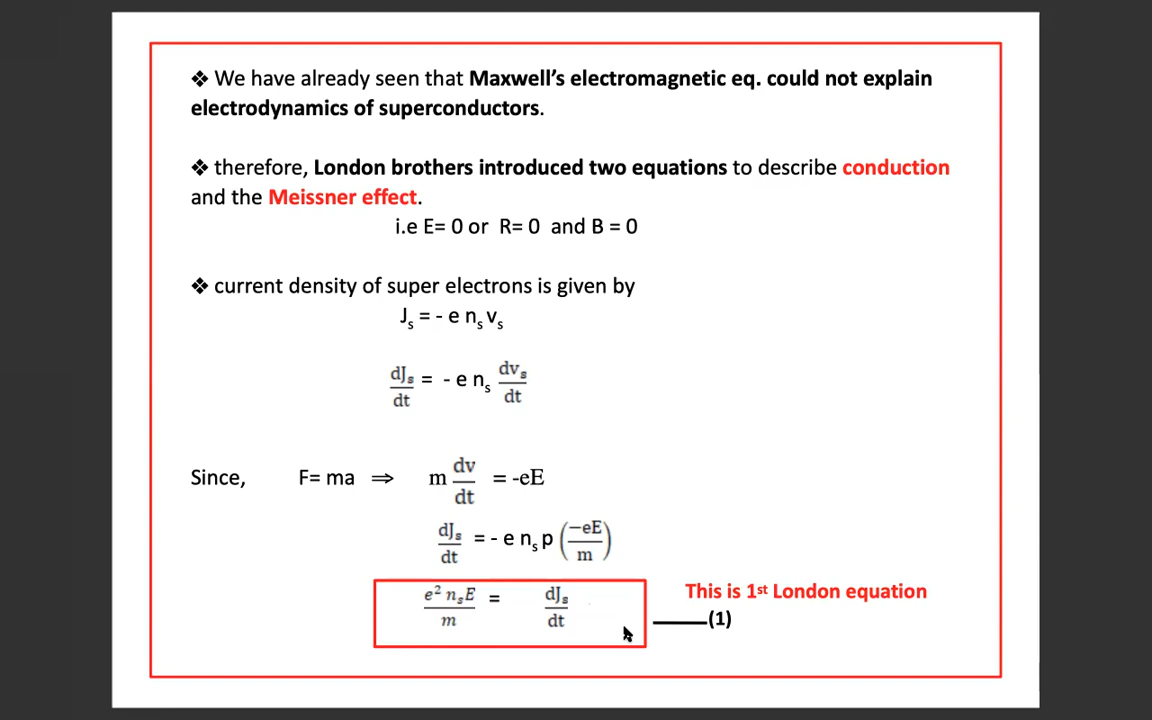 ❖ We have already seen that Maxwell's electromagnetic eq. could not explain
electrodynamics of superconductors.
❖ therefore, London brothers introduced two equations to describe conduction
and the Meissner effect.
i.e E= 0 or R= 0 and B = 0
❖ current density of super electrons is given by
Jₛ = - e nₛ vₛ
dJₛ/dt = - e nₛ dvₛ/dt
Since, F= ma ⇒ m dv/dt = -eE
dJₛ/dt = - e nₛ p (−eE/m)
e² nₛE/m = dJₛ/dt
This is 1st London equation
(1)